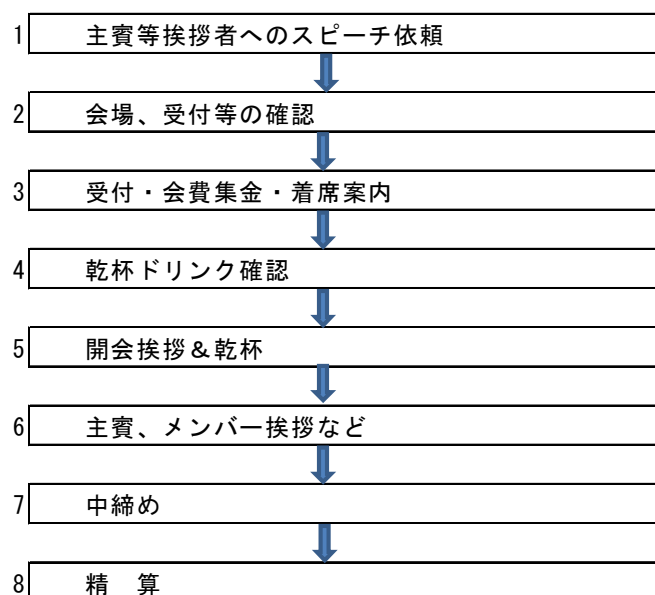 1 主賓等挨拶者へのスピーチ依頼
2 会場、受付等の確認
3 受付・会費集金・着席案内
4 乾杯ドリンク確認
5 開会挨拶&乾杯
6 主賓、メンバー挨拶など
7 中締め
8 精 算